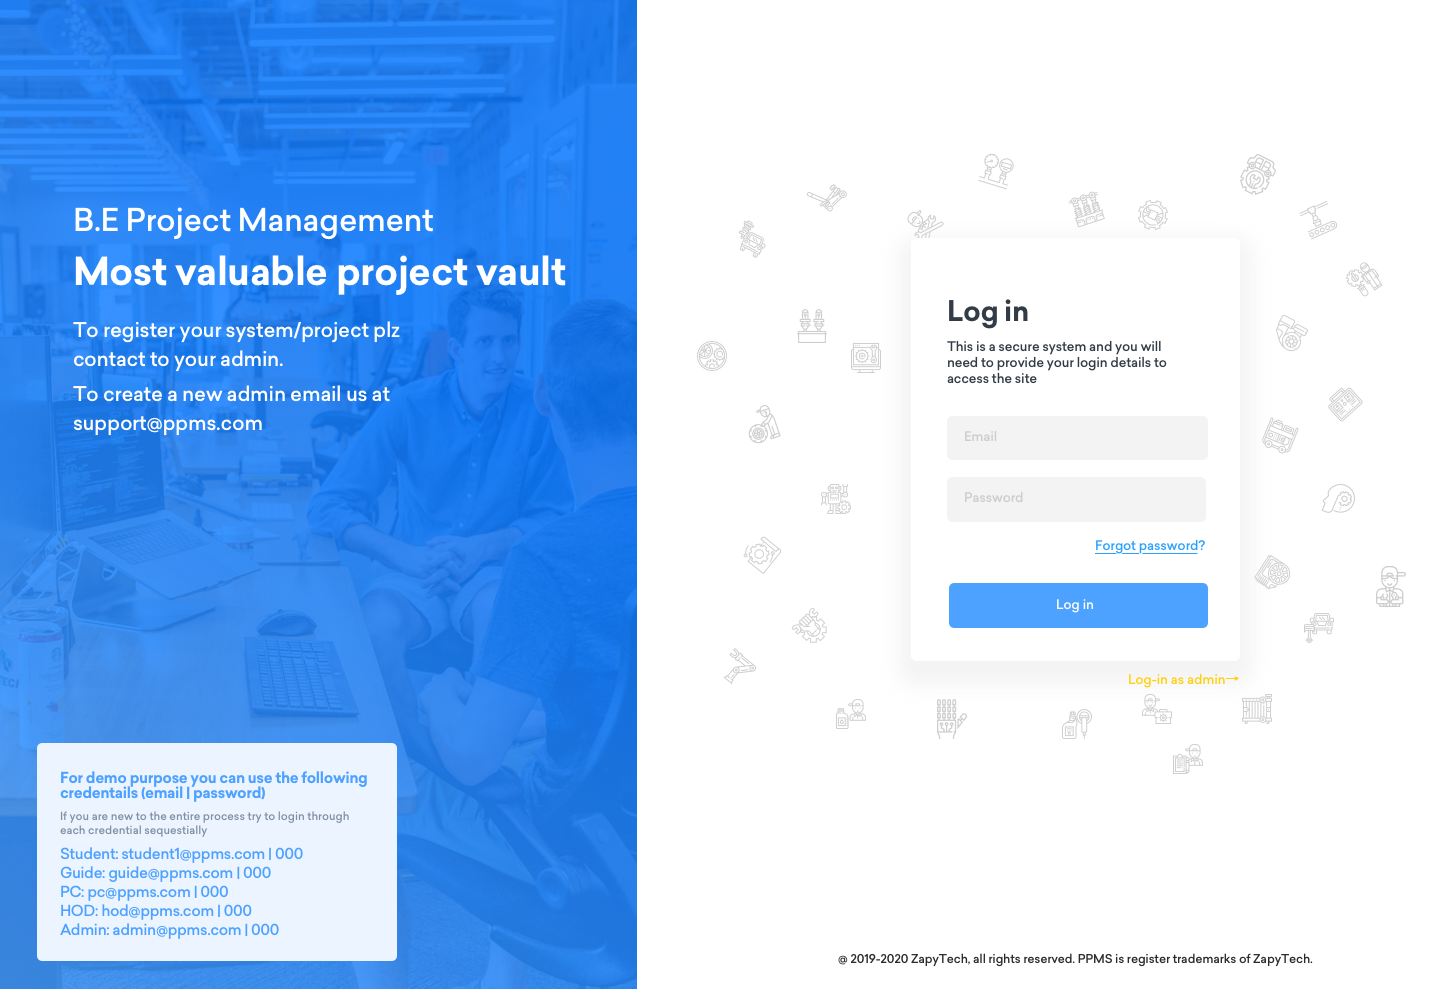 B.E Project Management
Most valuable project vault
To register your system/project plz
contact to your admin.
To create a new admin email us at
support@ppms.com
For demo purpose you can use the following
credentails (email | password)
If you are new to the entire process try to login through
each credential sequestially
Student: student1@ppms.com | 000
Guide: guide@ppms.com | 000
PC: pc@ppms.com | 000
HOD: hod@ppms.com | 000
Admin: admin@ppms.com | 000
Log in
This is a secure system and you will
need to provide your login details to
access the site
Email
Password
Forgot password?
Log in
Log-in as admin→
@ 2019-2020 ZapyTech, all rights reserved. PPMS is register trademarks of ZapyTech.